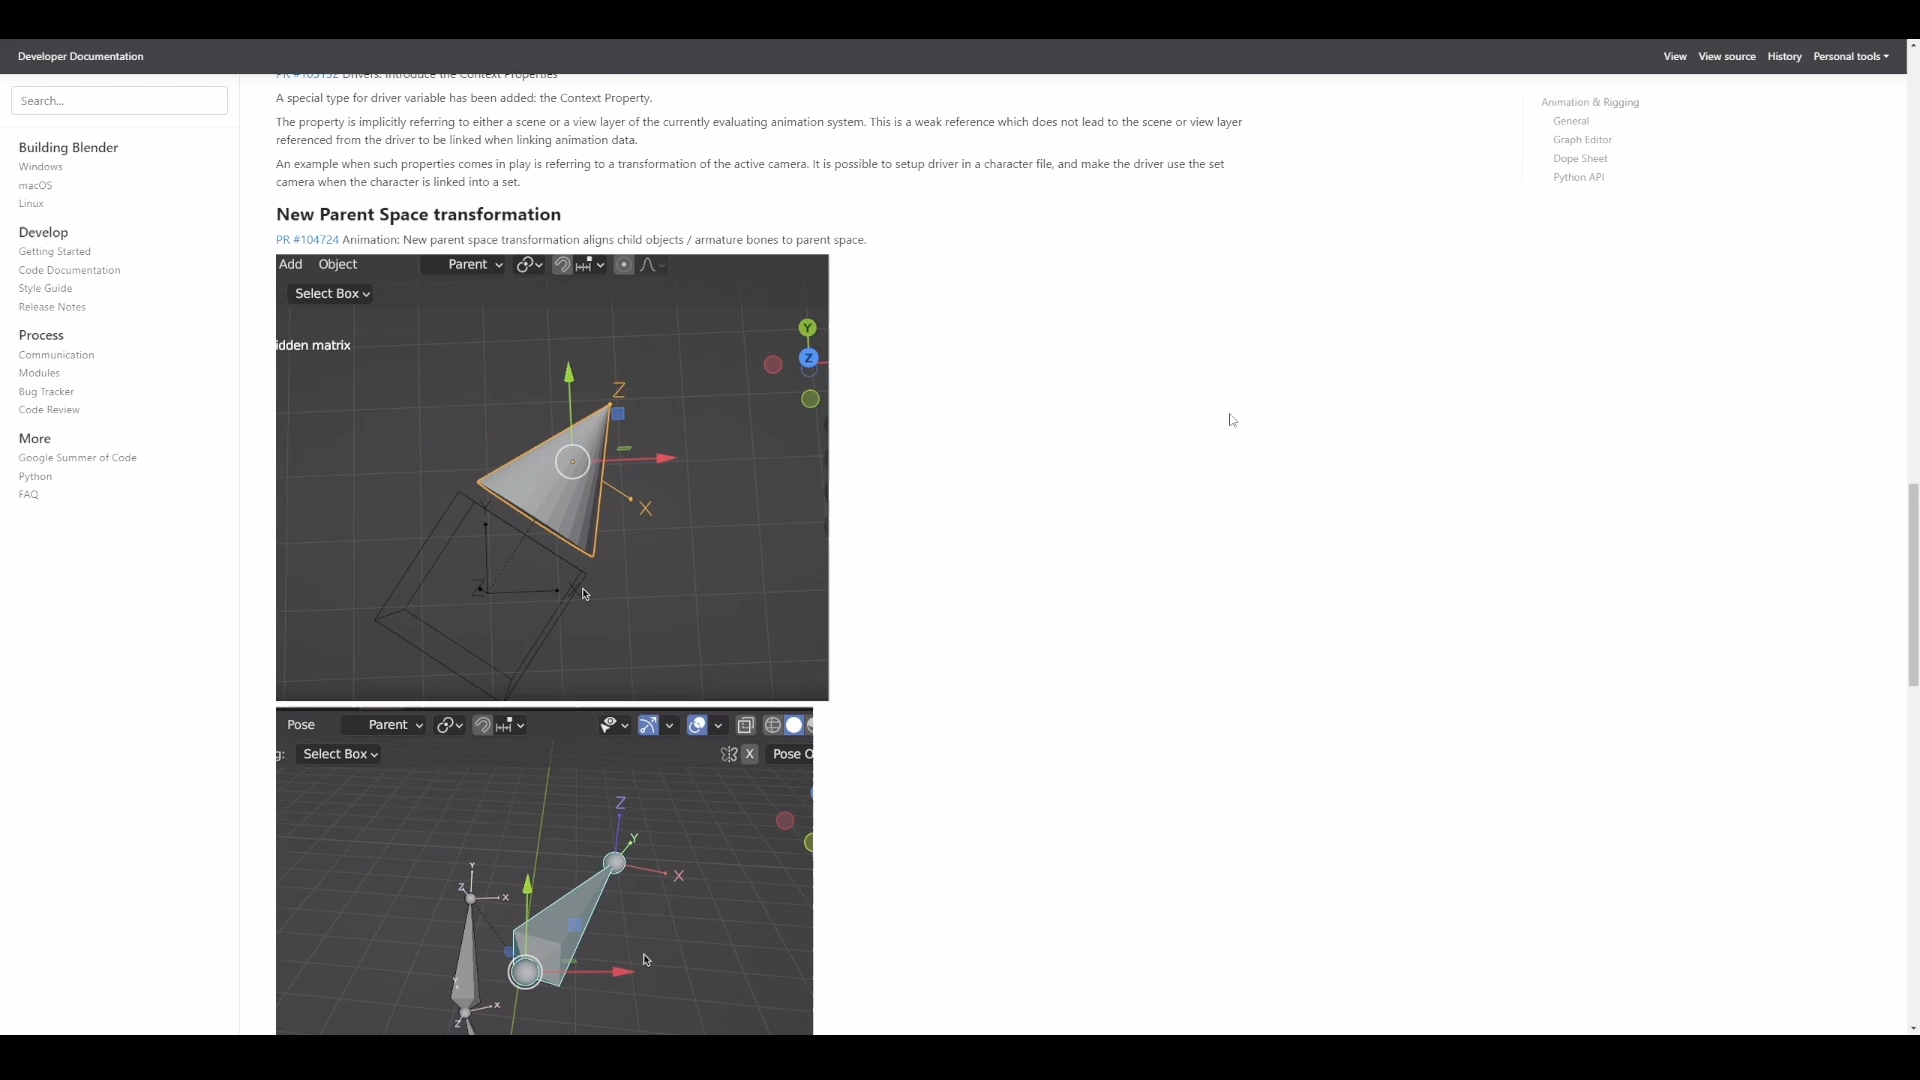 Developer Documentation
View View source History Personal tools
Search...
Building Blender
Windows
macOS
Linux
Develop
Getting Started
Code Documentation
Style Guide
Release Notes
Process
Communication
Modules
Bug Tracker
Code Review
More
Google Summer of Code
Python
FAQ
PR #105132 Drivers: Introduce the Context Properties
A special type for driver variable has been added: the Context Property.
The property is implicitly referring to either a scene or a view layer of the currently evaluating animation system. This is a weak reference which does not lead to the scene or view layer
referenced from the driver to be linked when linking animation data.
An example when such properties comes in play is referring to a transformation of the active camera. It is possible to setup driver in a character file, and make the driver use the set
camera when the character is linked into a set.
New Parent Space transformation
PR #104724 Animation: New parent space transformation aligns child objects / armature bones to parent space.
Add Object Parent
Select Box
idden matrix
Y
Z
Z
X
Y
Z
X
Pose Parent
g: Select Box X Pose O
Z
Y
X
Y
Z
X
Y
X
Z
Animation & Rigging
General
Graph Editor
Dope Sheet
Python API